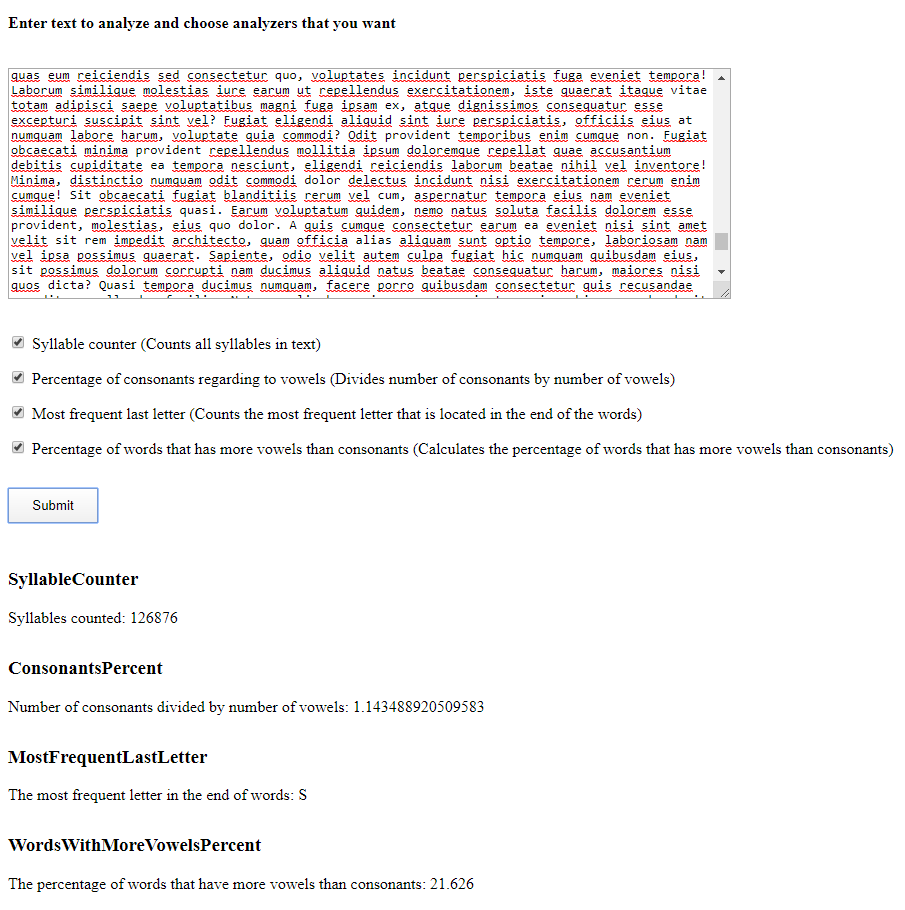 Enter text to analyze and choose analyzers that you want
quas eum reiciendis sed consectetur quo, voluptates incidunt perspiciatis fuga eveniet tempora!
Laborum similique molestias iure earum ut repellendus exercitationem, iste quaerat itaque vitae
totam adipisci saepe voluptatibus magni fuga ipsam ex, atque dignissimos consequatur esse
excepturi suscipit sint vel? Fugiat eligendi aliquid sint iure perspiciatis, officiis eius at
numquam labore harum, voluptate quia commodi? Odit provident temporibus enim cumque non. Fugiat
obcaecati minima provident repellendus mollitia ipsum doloremque repellat quae accusantium
debitis cupiditate ea tempora nesciunt, eligendi reiciendis laborum beatae nihil vel inventore!
Minima, distinctio numquam odit commodi dolor delectus incidunt nisi exercitationem rerum enim
cumque! Sit obcaecati fugiat blanditiis rerum vel cum, aspernatur tempora eius nam eveniet
similique perspiciatis quasi. Earum voluptatum quidem, nemo natus soluta facilis dolorem esse
provident, molestias, eius quo dolor. A quis cumque consectetur earum ea eveniet nisi sint amet
velit sit rem impedit architecto, quam officia alias aliquam sunt optio tempore, laboriosam nam
vel ipsa possimus quaerat. Sapiente, odio velit autem culpa fugiat hic numquam quibusdam eius,
sit possimus dolorum corrupti nam ducimus aliquid natus beatae consequatur harum, maiores nisi
quos dicta? Quasi tempora ducimus numquam, facere porro quibusdam consectetur quis recusandae
Syllable counter (Counts all syllables in text)
Percentage of consonants regarding to vowels (Divides number of consonants by number of vowels)
Most frequent last letter (Counts the most frequent letter that is located in the end of the words)
Percentage of words that has more vowels than consonants (Calculates the percentage of words that has more vowels than consonants)
Submit
SyllableCounter
Syllables counted: 126876
ConsonantsPercent
Number of consonants divided by number of vowels: 1.143488920509583
MostFrequentLastLetter
The most frequent letter in the end of words: S
WordsWithMoreVowelsPercent
The percentage of words that have more vowels than consonants: 21.626